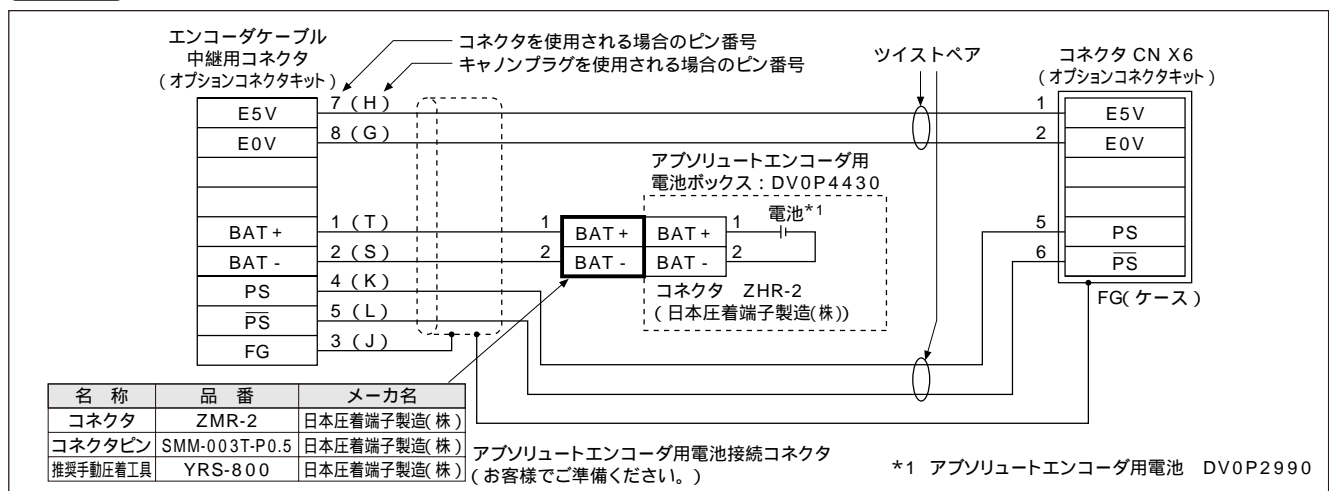 エンコーダケーブル
中継用コネクタ
(オプションコネクタキット)
コネクタを使用される場合のピン番号
キャノンプラグを使用される場合のピン番号
ツイストペア
コネクタ CN X6
(オプションコネクタキット)
E5V 7 (H) 1 E5V
E0V 8 (G) 2 E0V
アブソリュートエンコーダ用
電池ボックス:DV0P4430
電池*1
BAT+ 1 (T) 1 BAT+ BAT+ 1 5 PS
BAT- 2 (S) 2 BAT- BAT- 2 6 P̅S̅
PS 4 (K)
P̅S̅ 5 (L)
FG 3 (J)
コネクタ ZHR-2
(日本圧着端子製造(株))
FG(ケース)
名 称 品 番 メーカ名
コネクタ ZMR-2 日本圧着端子製造(株)
コネクタピン SMM-003T-P0.5 日本圧着端子製造(株)
推奨手動圧着工具 YRS-800 日本圧着端子製造(株)
アブソリュートエンコーダ用電池接続コネクタ
(お客様でご準備ください。)
*1 アブソリュートエンコーダ用電池 DV0P2990